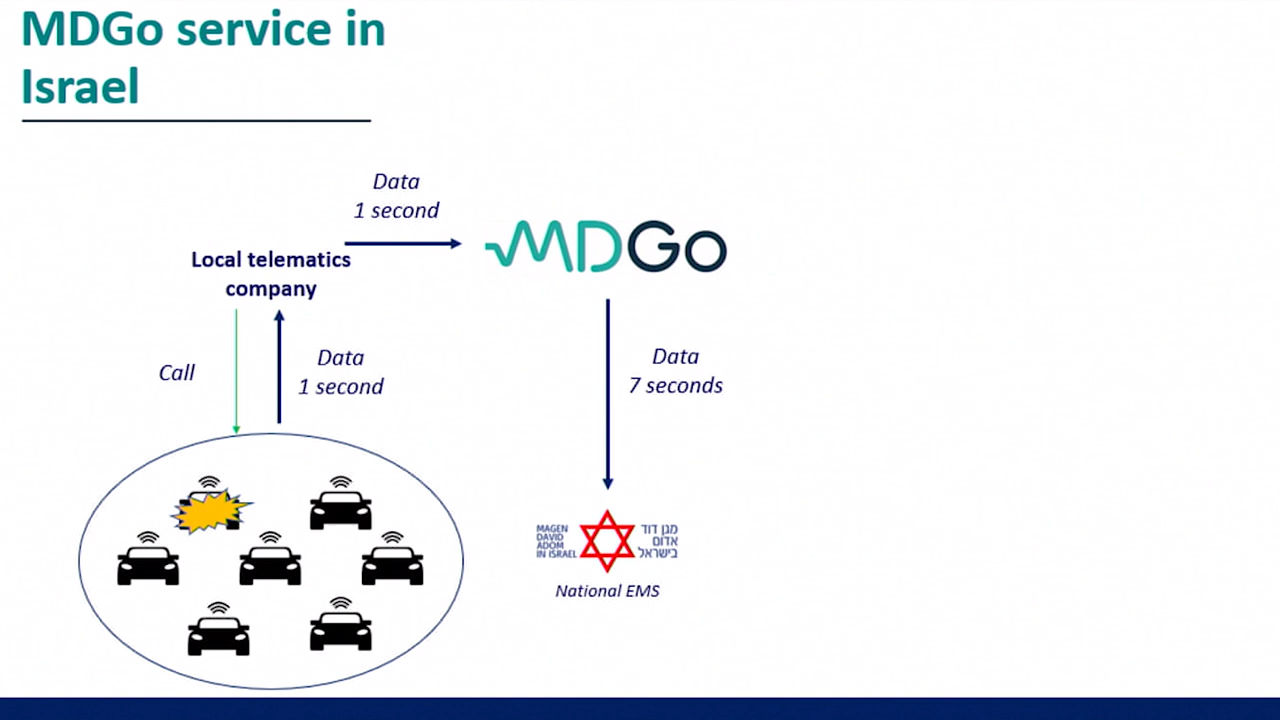 MDGo service in
Israel
Data
1 second
MDGo
Local telematics
company
Call
Data
1 second
Data
7 seconds
MAGEN
DAVID
ADOM
IN ISRAEL
מגן דוד
אדום
בישראל
National EMS